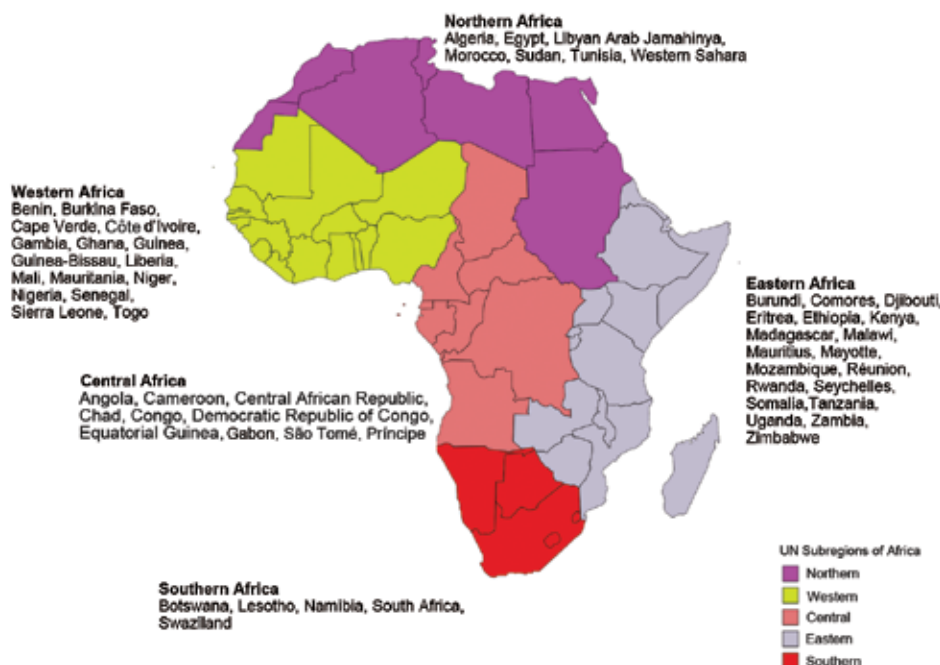 Northern Africa
Algeria, Egypt, Libyan Arab Jamahinya,
Morocco, Sudan, Tunisia, Western Sahara
Western Africa
Benin, Burkina Faso,
Cape Verde, Côte d'Ivoire,
Gambia, Ghana, Guinea,
Guinea-Bissau, Liberia,
Mali, Mauritania, Niger,
Nigeria, Senegal,
Sierra Leone, Togo
Eastern Africa
Burundi, Comores, Djibouti,
Eritrea, Ethiopia, Kenya,
Madagascar, Malawi,
Mauritius, Mayotte,
Mozambique, Réunion,
Rwanda, Seychelles,
Somalia,Tanzania,
Uganda, Zambia,
Zimbabwe
Central Africa
Angola, Cameroon, Central African Republic,
Chad, Congo, Democratic Republic of Congo,
Equatorial Guinea, Gabon, São Tomé, Príncipe
Southern Africa
Botswana, Lesotho, Namibia, South Africa,
Swaziland
UN Subregions of Africa
Northern
Western
Central
Eastern
Southern